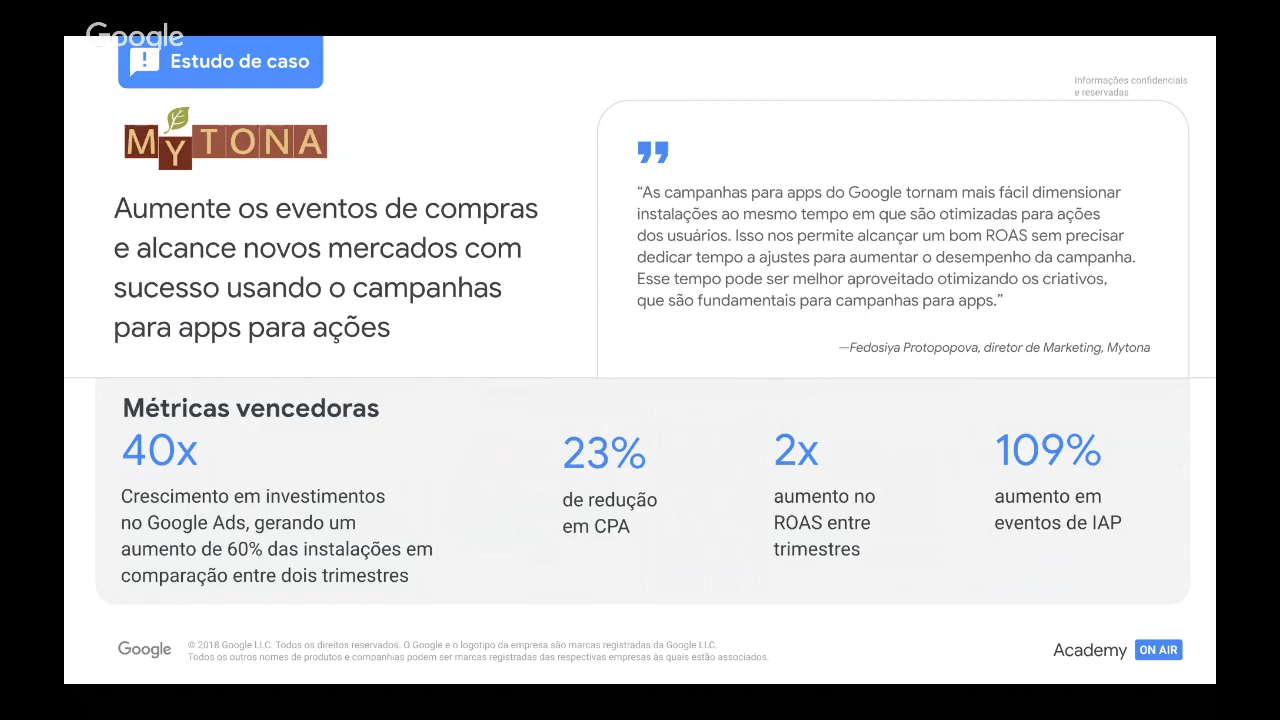 Google
Estudo de caso
Informações confidenciais
e reservadas
MYTONA
Aumente os eventos de compras
e alcance novos mercados com
sucesso usando o campanhas
para apps para ações
“As campanhas para apps do Google tornam mais fácil dimensionar
instalações ao mesmo tempo em que são otimizadas para ações
dos usuários. Isso nos permite alcançar um bom ROAS sem precisar
dedicar tempo a ajustes para aumentar o desempenho da campanha.
Esse tempo pode ser melhor aproveitado otimizando os criativos,
que são fundamentais para campanhas para apps.”
—Fedosiya Protopopova, diretor de Marketing, Mytona
Métricas vencedoras
40x
Crescimento em investimentos
no Google Ads, gerando um
aumento de 60% das instalações em
comparação entre dois trimestres
23%
de redução
em CPA
2x
aumento no
ROAS entre
trimestres
109%
aumento em
eventos de IAP
Google
© 2018 Google LLC. Todos os direitos reservados. O Google e o logotipo da empresa são marcas registradas da Google LLC.
Todos os outros nomes de produtos e companhias podem ser marcas registradas das respectivas empresas às quais estão associados.
Academy ON AIR